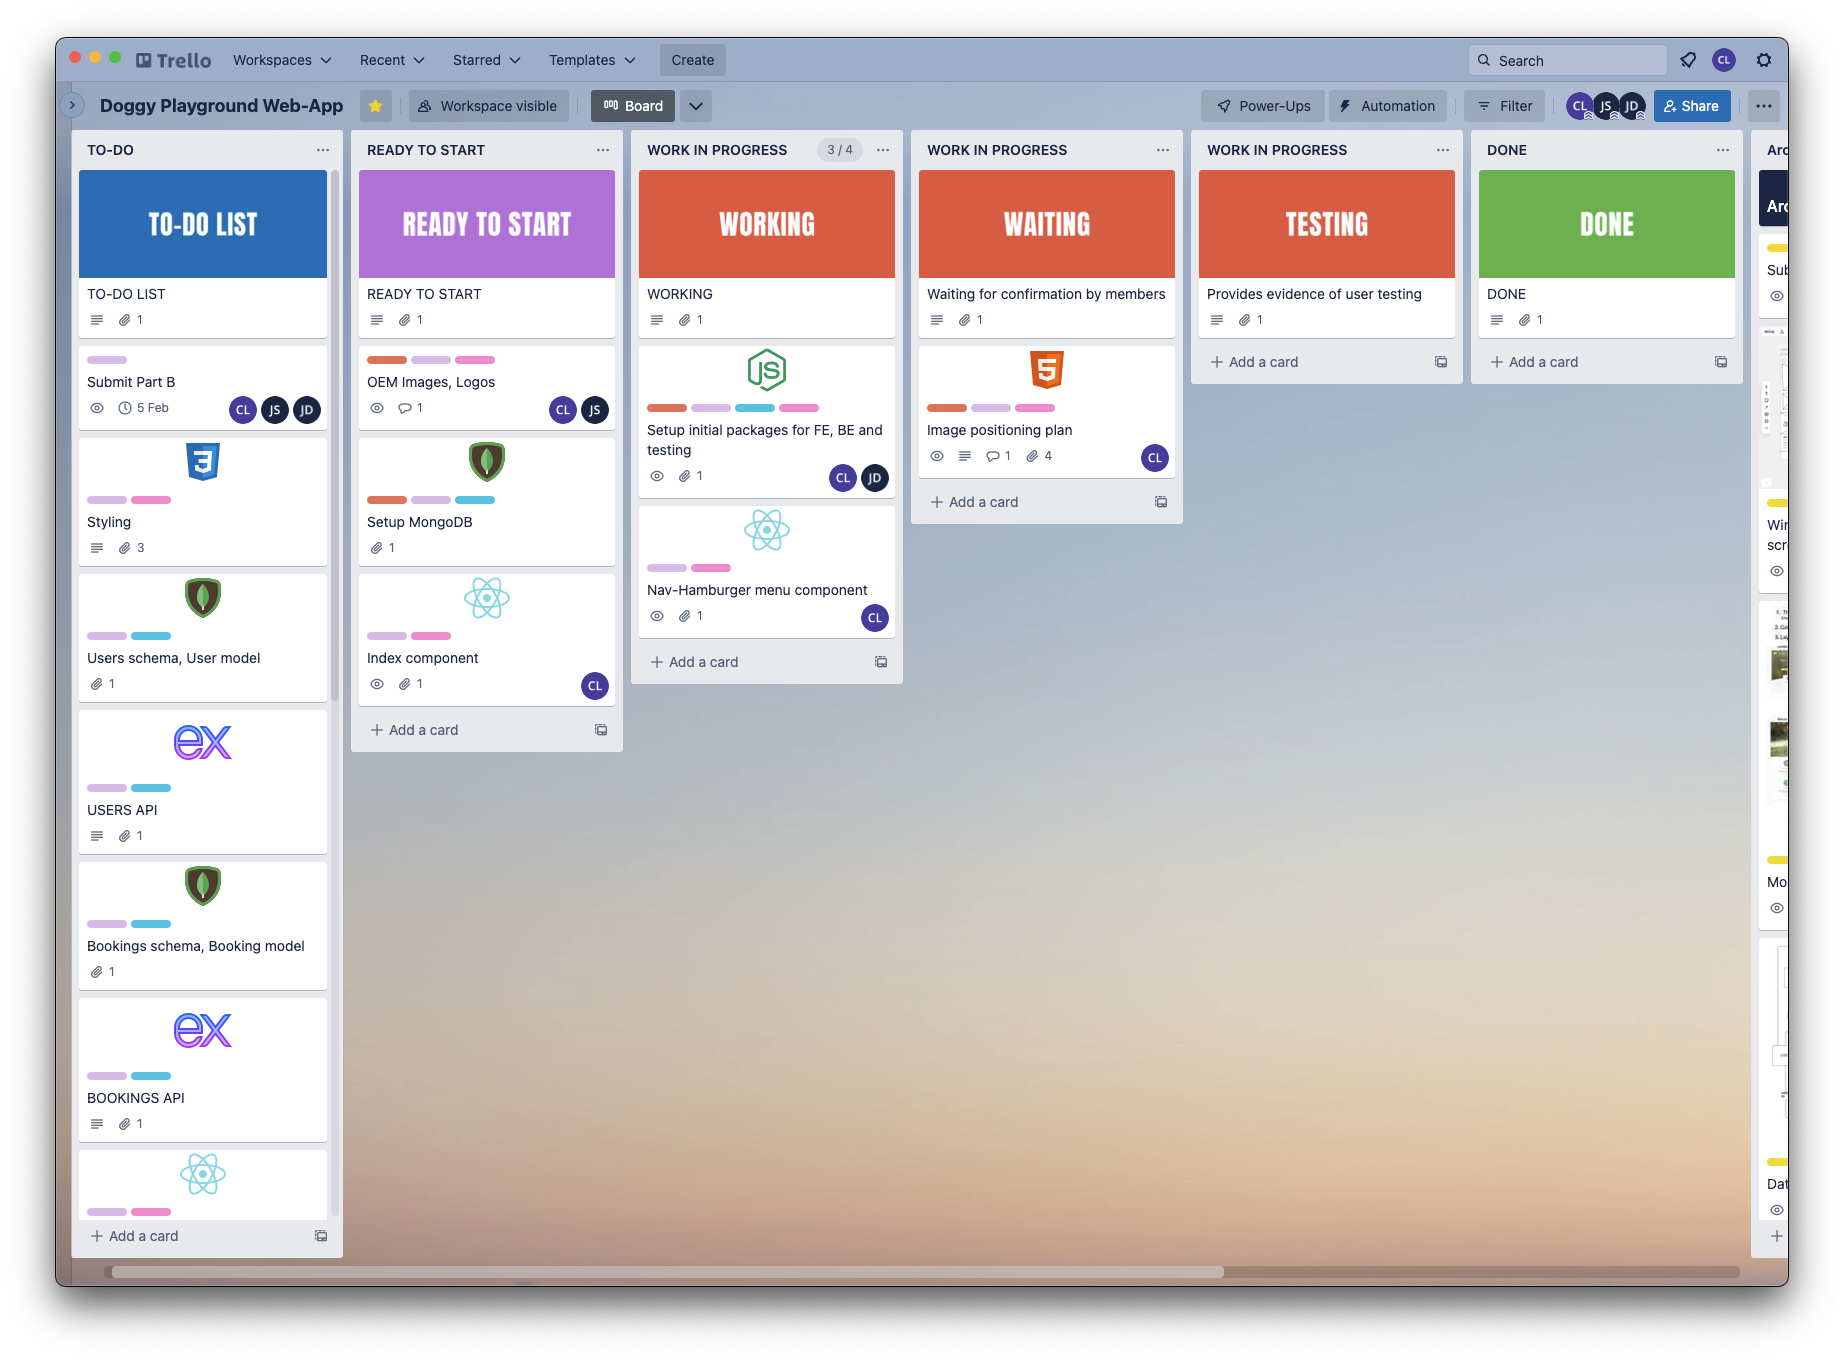 Trello
Workspaces
Recent
Starred
Templates
Create
Search
CL
Doggy Playground Web-App
Workspace visible
Board
Power-Ups
Automation
Filter
CL
JS
JD
Share
TO-DO
TO-DO LIST
TO-DO LIST
1
Submit Part B
5 Feb
CL
JS
JD
3
Styling
3
Users schema, User model
1
ex
USERS API
1
Bookings schema, Booking model
1
ex
BOOKINGS API
1
Add a card
READY TO START
READY TO START
READY TO START
1
OEM Images, Logos
1
CL
JS
Setup MongoDB
1
Index component
1
CL
Add a card
WORK IN PROGRESS
3 / 4
WORKING
WORKING
1
JS
Setup initial packages for FE, BE and
testing
1
CL
JD
Nav-Hamburger menu component
1
CL
Add a card
WORK IN PROGRESS
WAITING
Waiting for confirmation by members
1
5
Image positioning plan
1
4
CL
Add a card
WORK IN PROGRESS
TESTING
Provides evidence of user testing
1
Add a card
DONE
DONE
DONE
1
Add a card